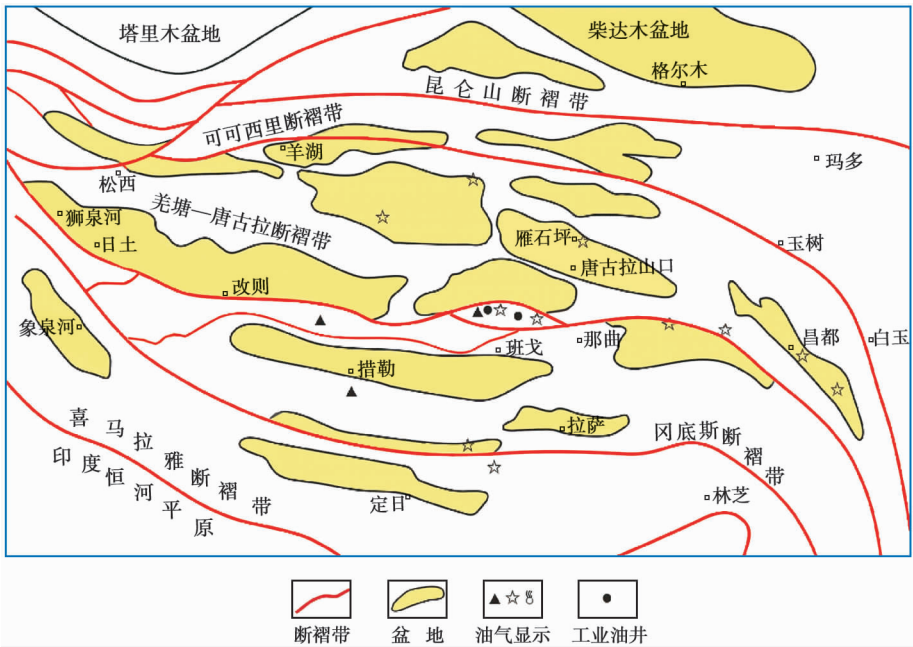 塔里木盆地
柴达木盆地
格尔木
昆仑山断褶带
可可西里断褶带
羊湖
玛多
松西
羌塘—唐古拉断褶带
狮泉河
日土
雁石坪
玉树
唐古拉山口
改则
象泉河
班戈
那曲
昌都
白玉
措勒
拉萨
冈底斯断褶带
喜马拉雅断褶带
印度恒河平原
定日
林芝
断褶带
盆地
油气显示
工业油井